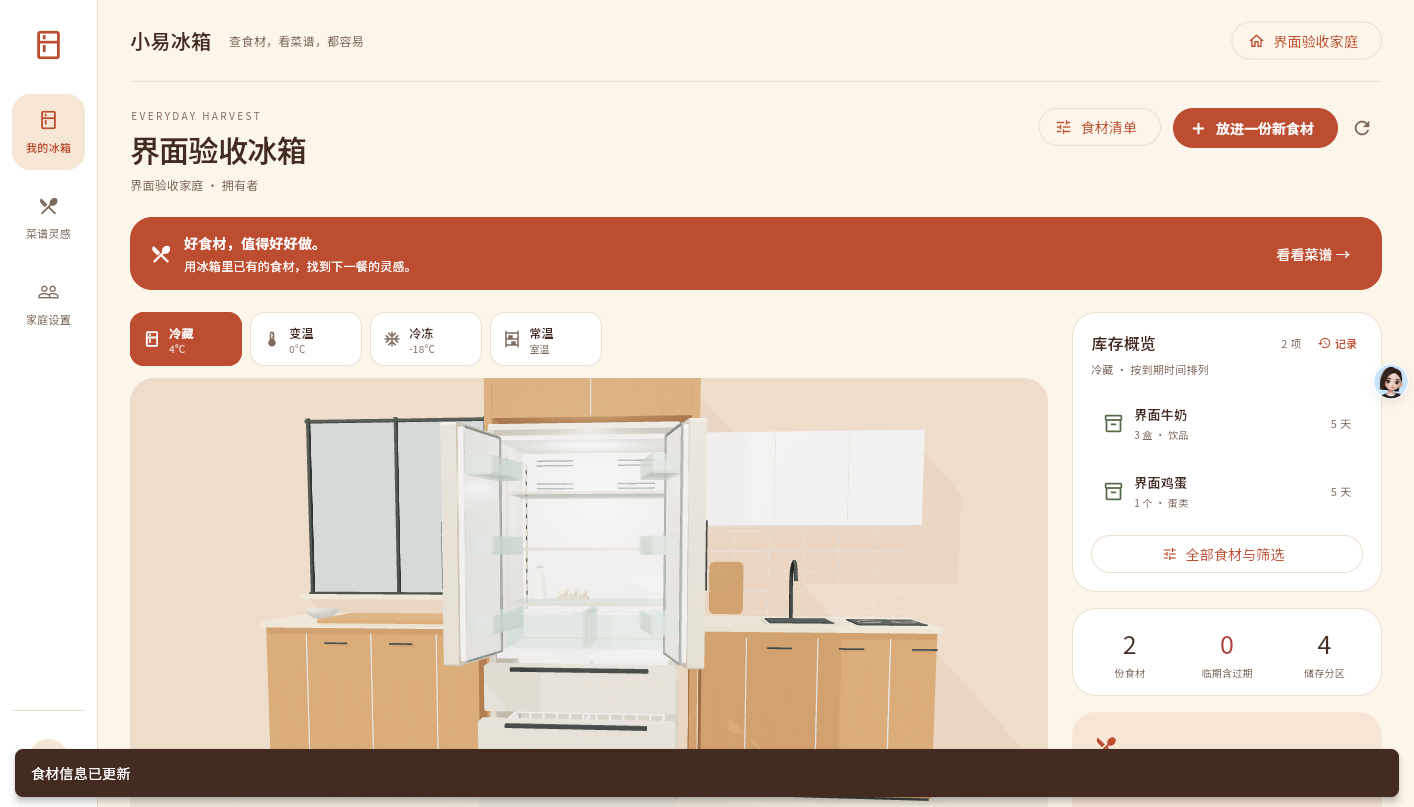 小易冰箱
查食材，看菜谱，都容易
界面验收家庭
我的冰箱
菜谱灵感
家庭设置
EVERYDAY HARVEST
界面验收冰箱
界面验收家庭 · 拥有者
食材清单
放进一份新食材
好食材，值得好好做。
用冰箱里已有的食材，找到下一餐的灵感。
看看菜谱 →
冷藏
4°C
变温
0°C
冷冻
-18°C
常温
室温
库存概览
2 项
记录
冷藏 · 按到期时间排列
界面牛奶
3 盒 · 饮品
5 天
界面鸡蛋
1 个 · 蛋类
5 天
全部食材与筛选
2
份食材
0
临期含过期
4
储存分区
食材信息已更新